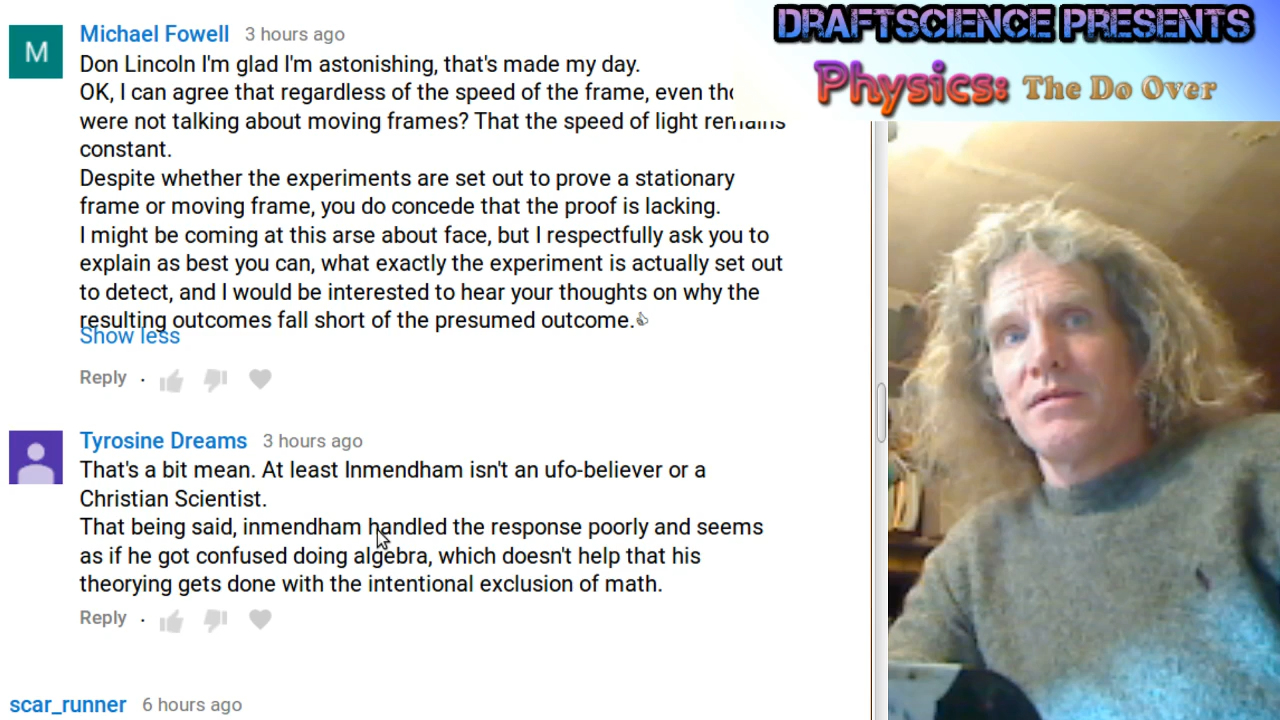 DRAFTSCIENCE PRESENTS
Physics: The Do Over
M
Michael Fowell 3 hours ago
Don Lincoln I'm glad I'm astonishing, that's made my day.
OK, I can agree that regardless of the speed of the frame, even
were not talking about moving frames? That the speed of light remains
constant.
Despite whether the experiments are set out to prove a stationary
frame or moving frame, you do concede that the proof is lacking.
I might be coming at this arse about face, but I respectfully ask you to
explain as best you can, what exactly the experiment is actually set out
to detect, and I would be interested to hear your thoughts on why the
resulting outcomes fall short of the presumed outcome.👍
Show less
Reply ·
Tyrosine Dreams 3 hours ago
That's a bit mean. At least Inmendham isn't an ufo-believer or a
Christian Scientist.
That being said, inmendham handled the response poorly and seems
as if he got confused doing algebra, which doesn't help that his
theorying gets done with the intentional exclusion of math.
Reply ·
scar_runner 6 hours ago